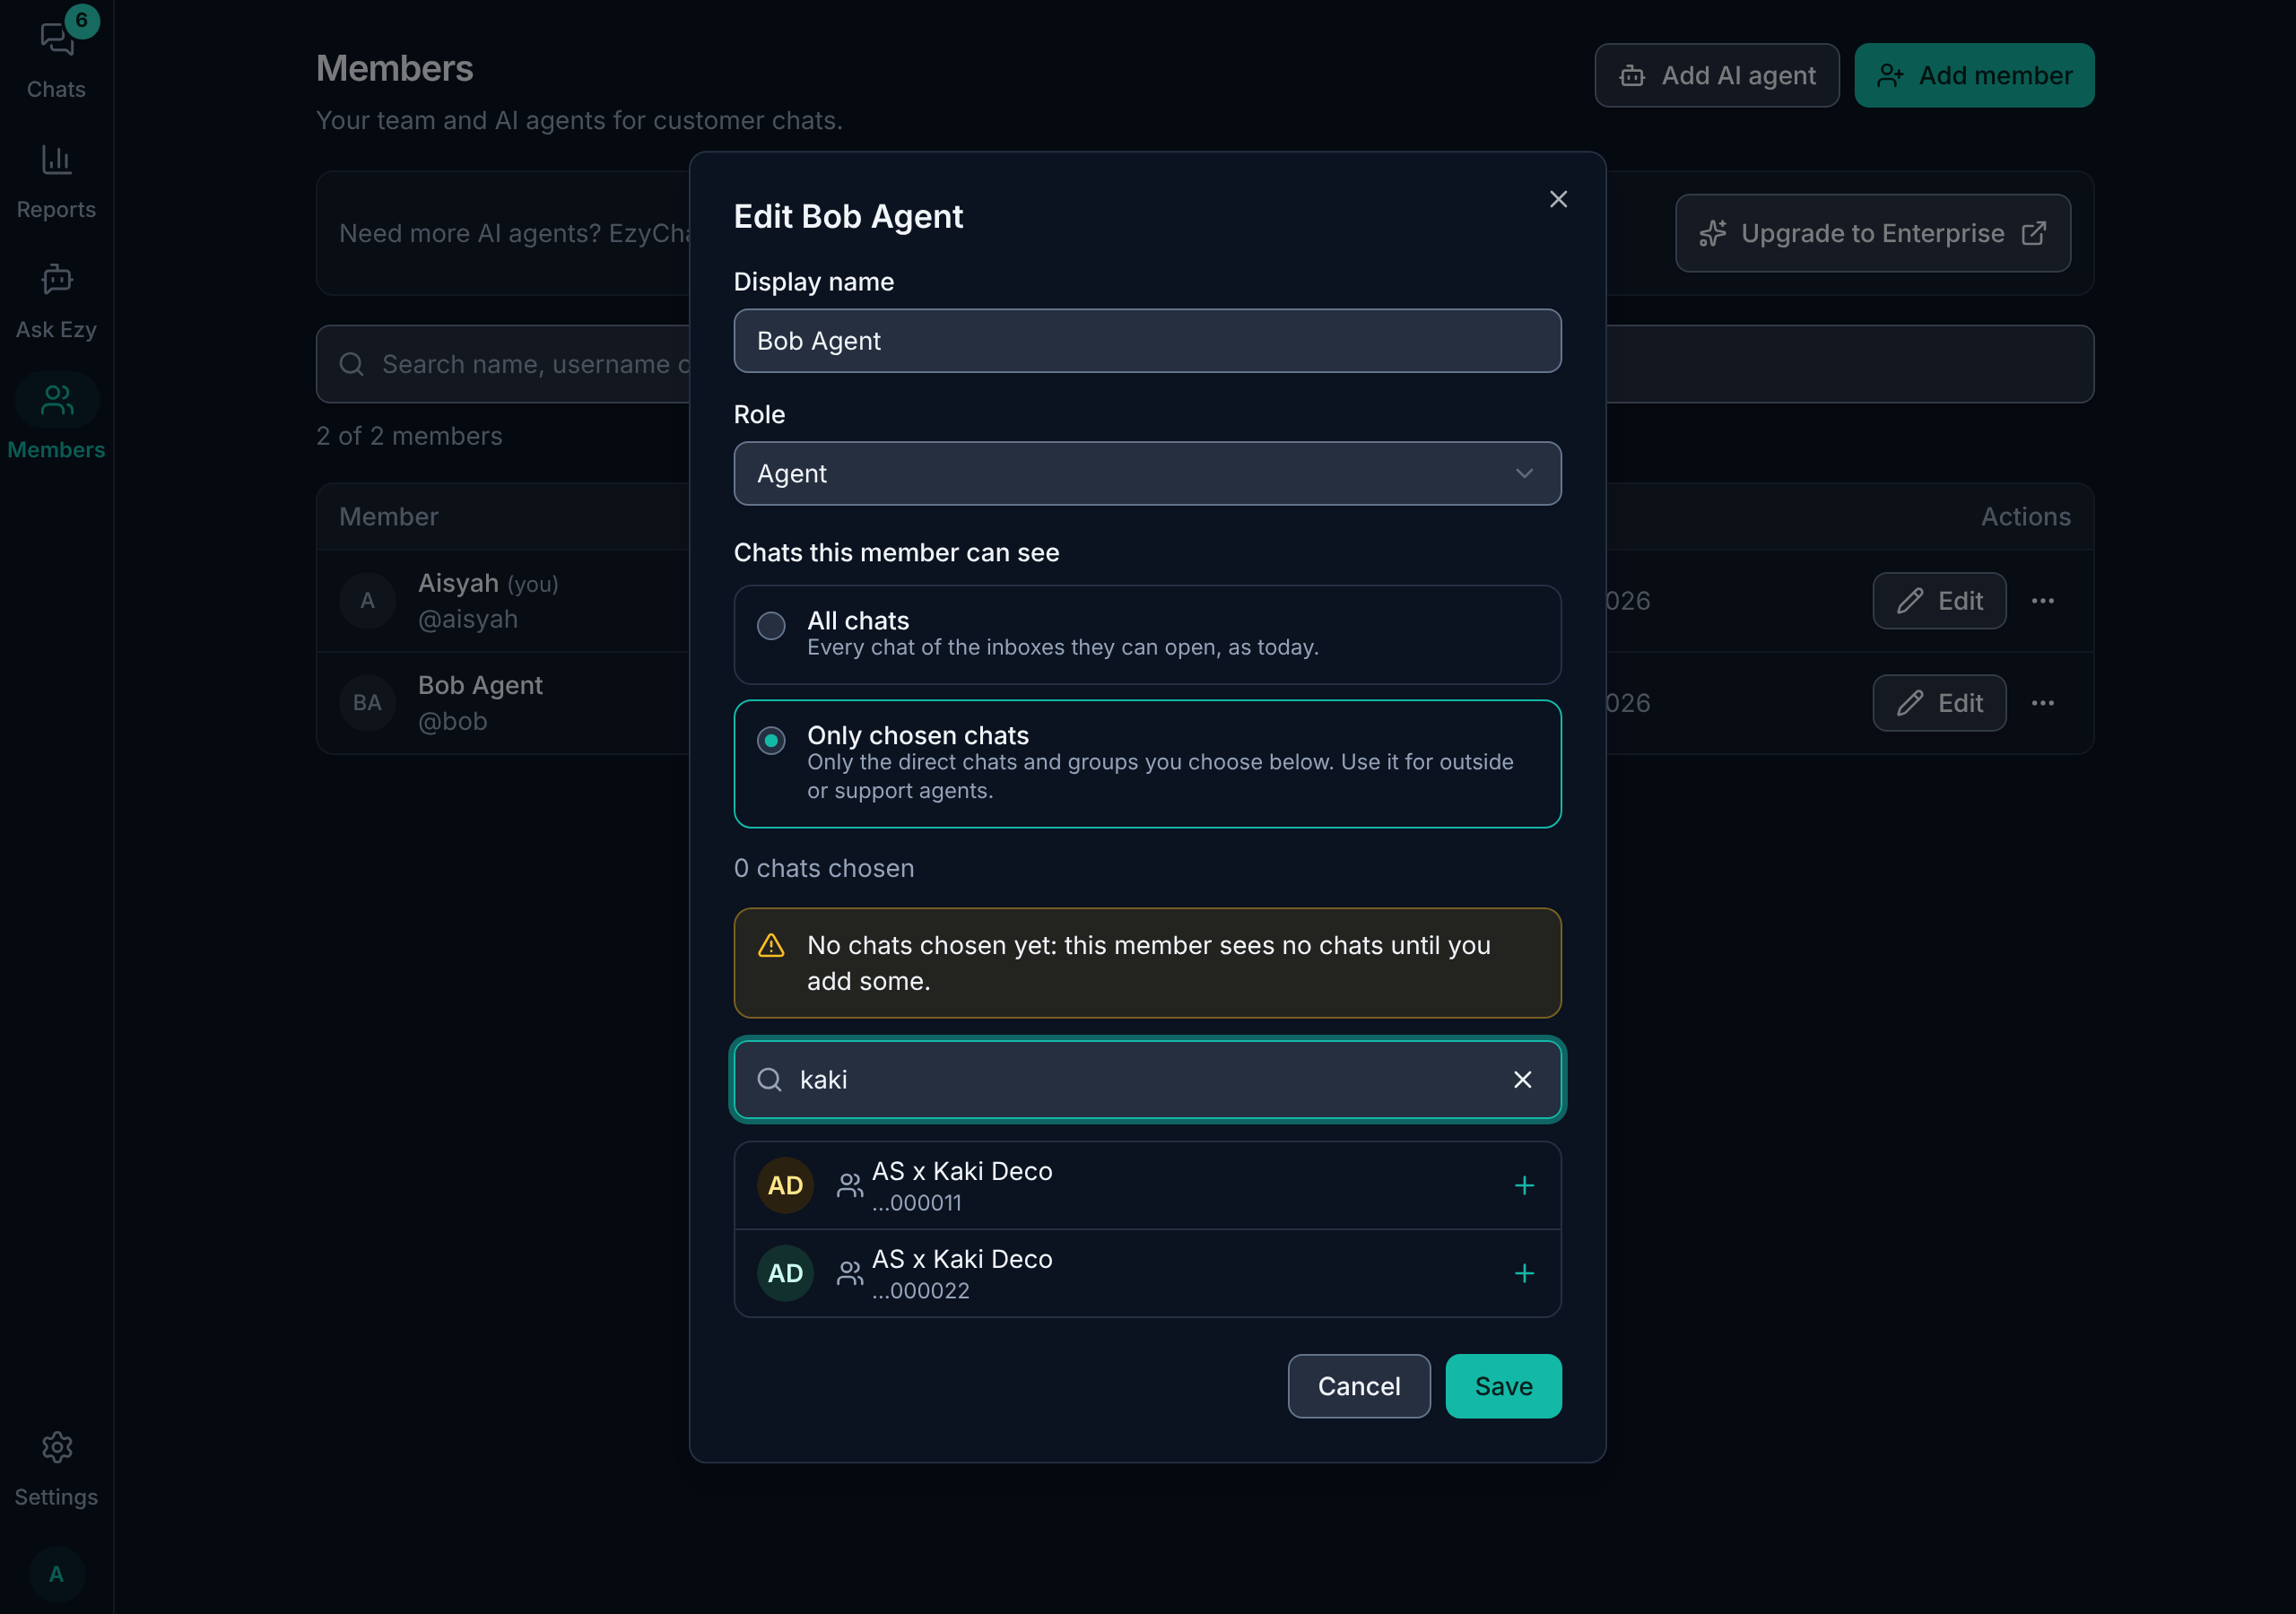 6
Chats
Reports
Ask Ezy
Members
Settings
A
Members
Your team and AI agents for customer chats.
Add AI agent
Add member
Need more AI agents? EzyCha
Upgrade to Enterprise
Search name, username o
2 of 2 members
Member
Actions
A
Aisyah (you)
@aisyah
026
Edit
BA
Bob Agent
@bob
026
Edit
Edit Bob Agent
Display name
Bob Agent
Role
Agent
Chats this member can see
All chats
Every chat of the inboxes they can open, as today.
Only chosen chats
Only the direct chats and groups you choose below. Use it for outside
or support agents.
0 chats chosen
No chats chosen yet: this member sees no chats until you
add some.
kaki
AD
AS x Kaki Deco
...000011
AD
AS x Kaki Deco
...000022
Cancel
Save